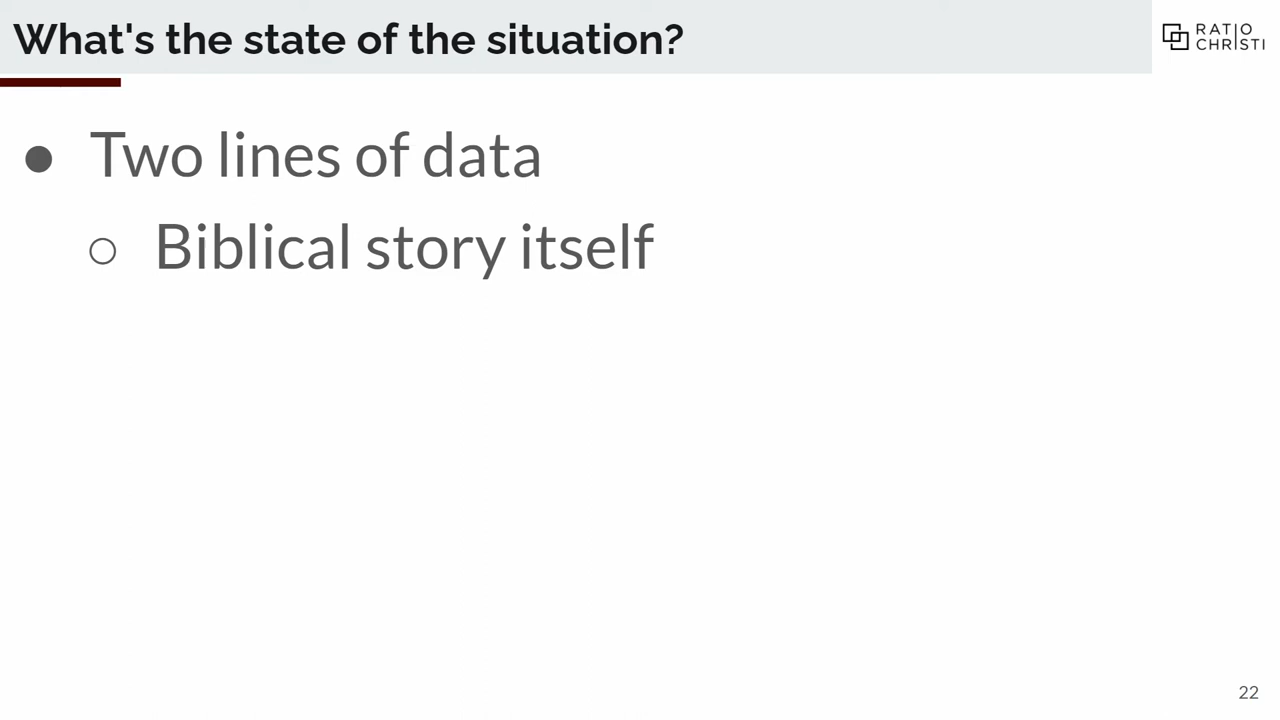 What's the state of the situation?
RATIO
CHRISTI
● Two lines of data
○ Biblical story itself
22